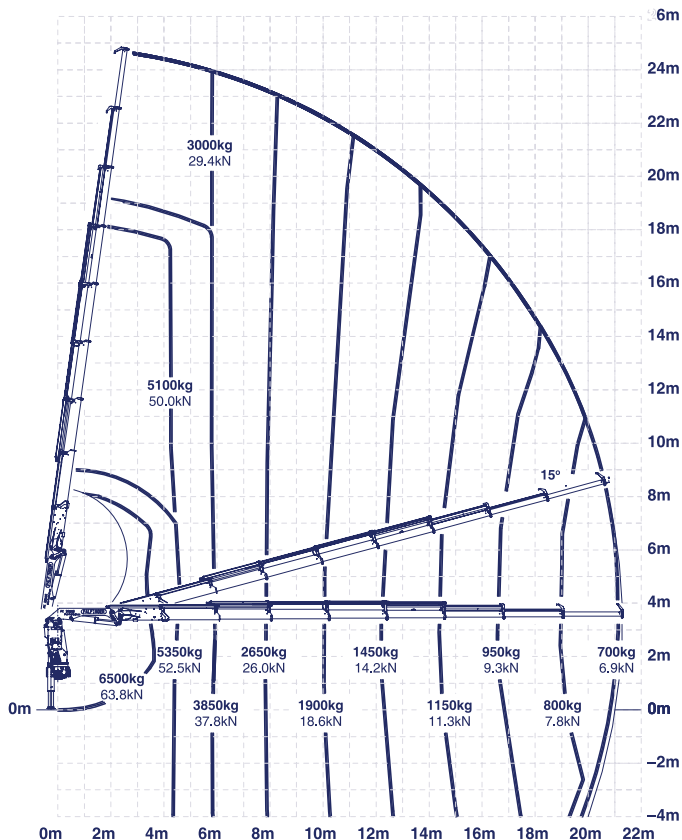 6m
24m
22m
3000kg
29.4kN
20m
18m
16m
14m
5100kg
50.0kN
12m
10m
15º
8m
6m
4m
5350kg
52.5kN
2650kg
26.0kN
1450kg
14.2kN
950kg
9.3kN
700kg
6.9kN
2m
6500kg
63.8kN
3850kg
37.8kN
1900kg
18.6kN
1150kg
11.3kN
800kg
7.8kN
0m
0m
–2m
–4m
0m 2m 4m 6m 8m 10m 12m 14m 16m 18m 20m 22m